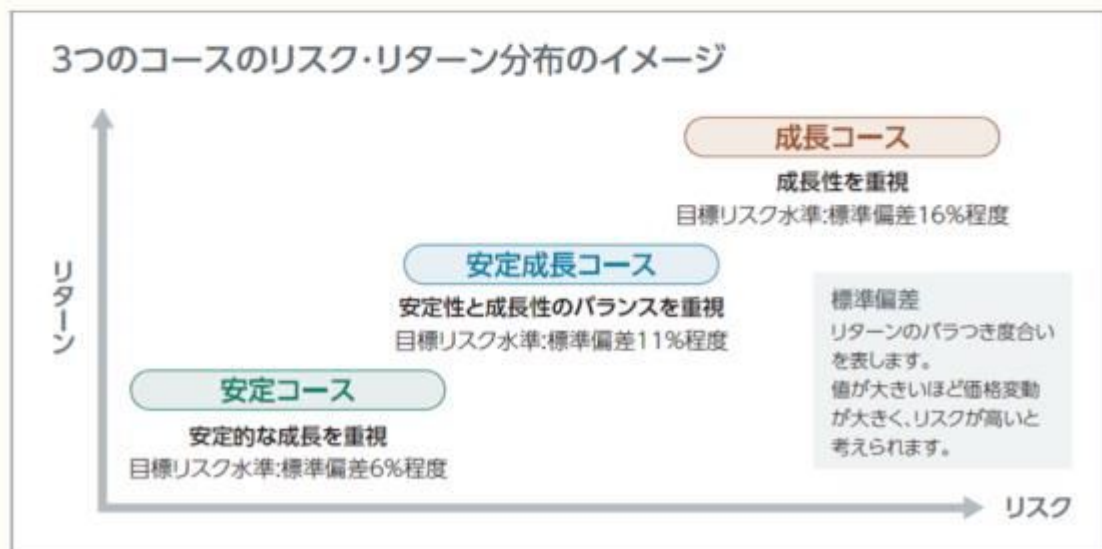 3つのコースのリスク・リターン分布のイメージ
成長コース
成長性を重視
目標リスク水準:標準偏差16%程度
安定成長コース
安定性と成長性のバランスを重視
目標リスク水準:標準偏差11%程度
安定コース
安定的な成長を重視
目標リスク水準:標準偏差6%程度
標準偏差
リターンのバラつき度合い
を表します。
値が大きいほど価格変動
が大きく、リスクが高いと
考えられます。
リターン
リスク